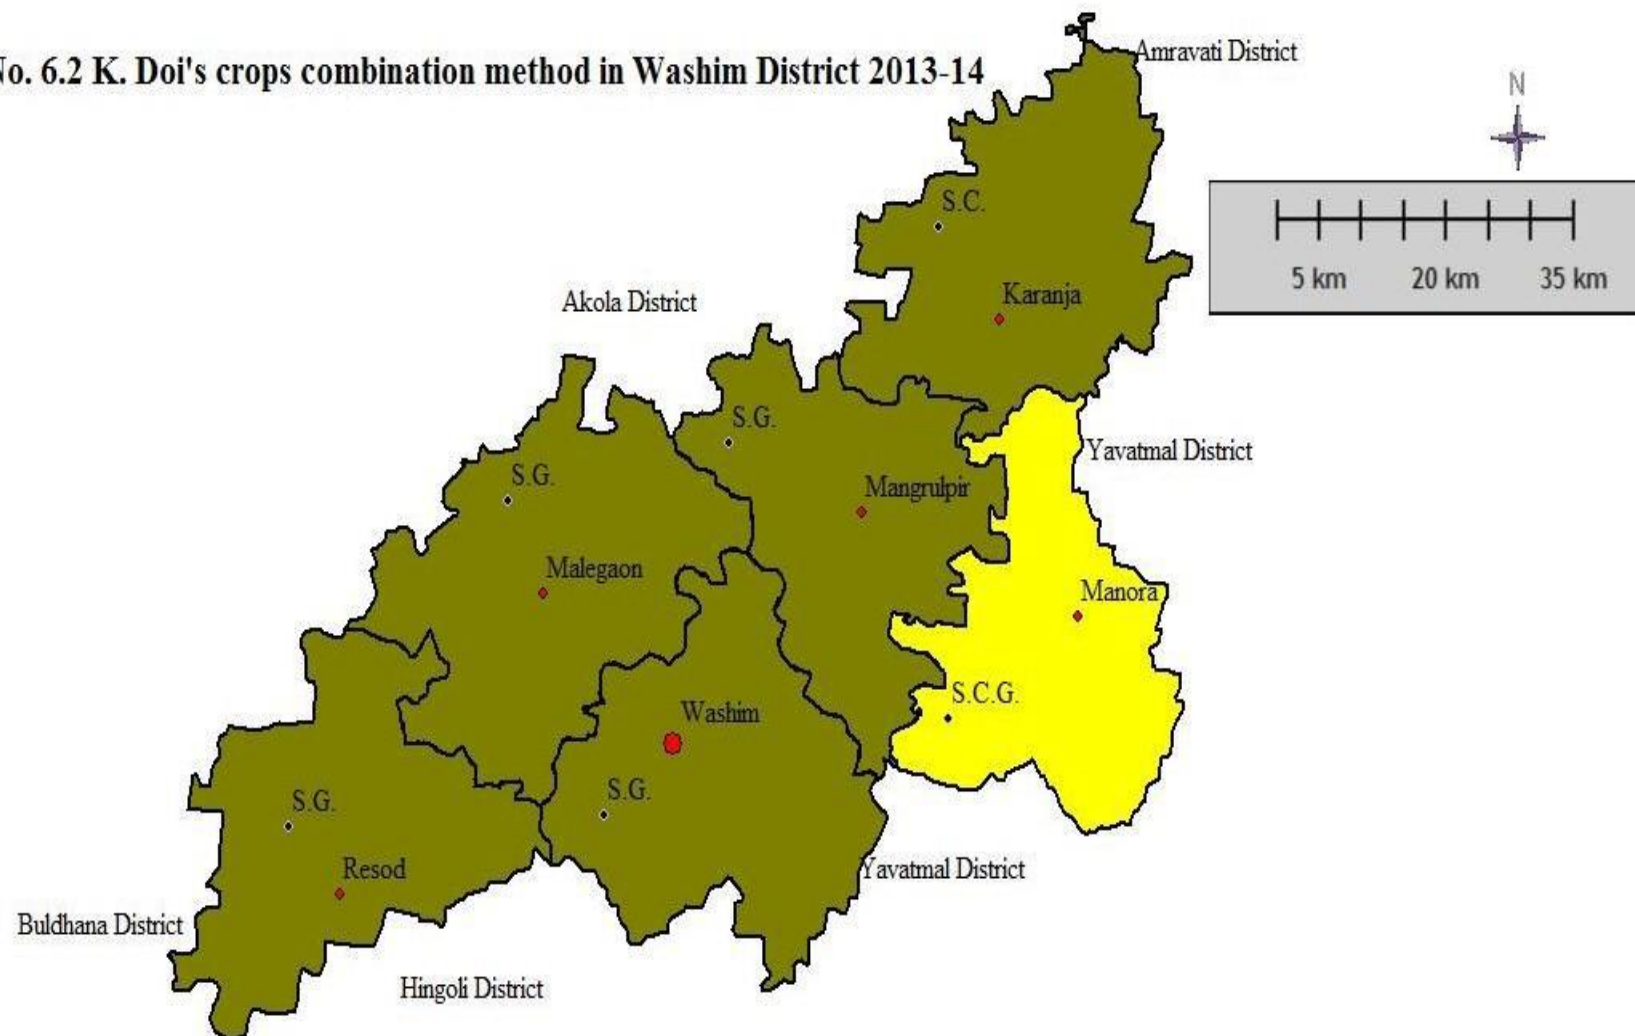 No. 6.2 K. Doi's crops combination method in Washim District 2013-14
Amravati District
N
S.C.
5 km 20 km 35 km
Akola District
Karanja
S.G.
Yavatmal District
S.G.
Mangrulpir
Malegaon
Manora
S.C.G.
Washim
S.G.
S.G.
Resod
Yavatmal District
Buldhana District
Hingoli District